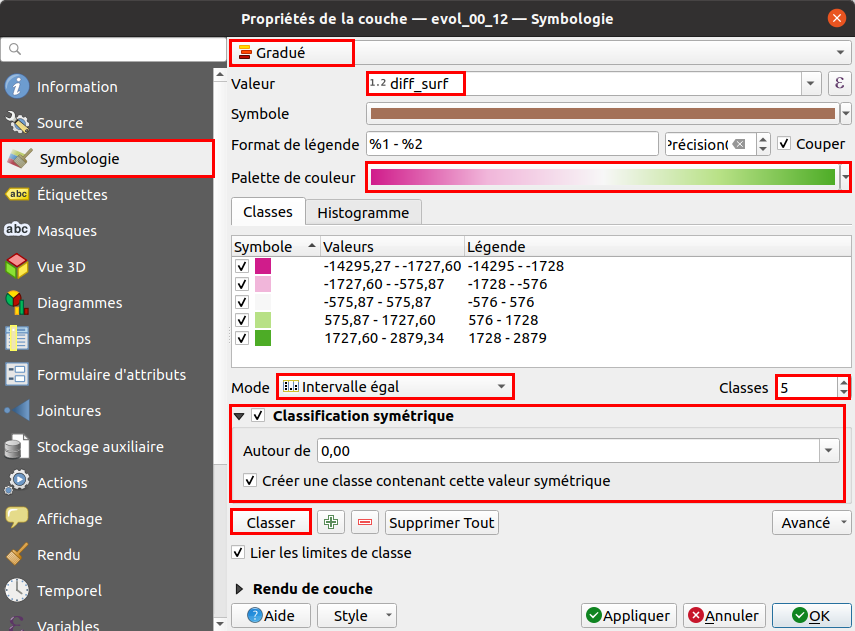 Propriétés de la couche — evol_00_12 — Symbologie
Information
Source
Symbologie
abc Étiquettes
abc Masques
Vue 3D
Diagrammes
Champs
Formulaire d'attributs
Jointures
Stockage auxiliaire
Actions
Affichage
Rendu
Temporel
Variables
Gradué
Valeur 1.2 diff_surf ε
Symbole
Format de légende %1 - %2 Précision( Couper
Palette de couleur
Classes Histogramme
Symbole Valeurs Légende
-14295,27 - -1727,60 -14295 - -1728
-1727,60 - -575,87 -1728 - -576
-575,87 - 575,87 -576 - 576
575,87 - 1727,60 576 - 1728
1727,60 - 2879,34 1728 - 2879
Mode Intervalle égal Classes 5
Classification symétrique
Autour de 0,00
Créer une classe contenant cette valeur symétrique
Classer Supprimer Tout Avancé
Lier les limites de classe
Rendu de couche
Aide Style Appliquer Annuler OK